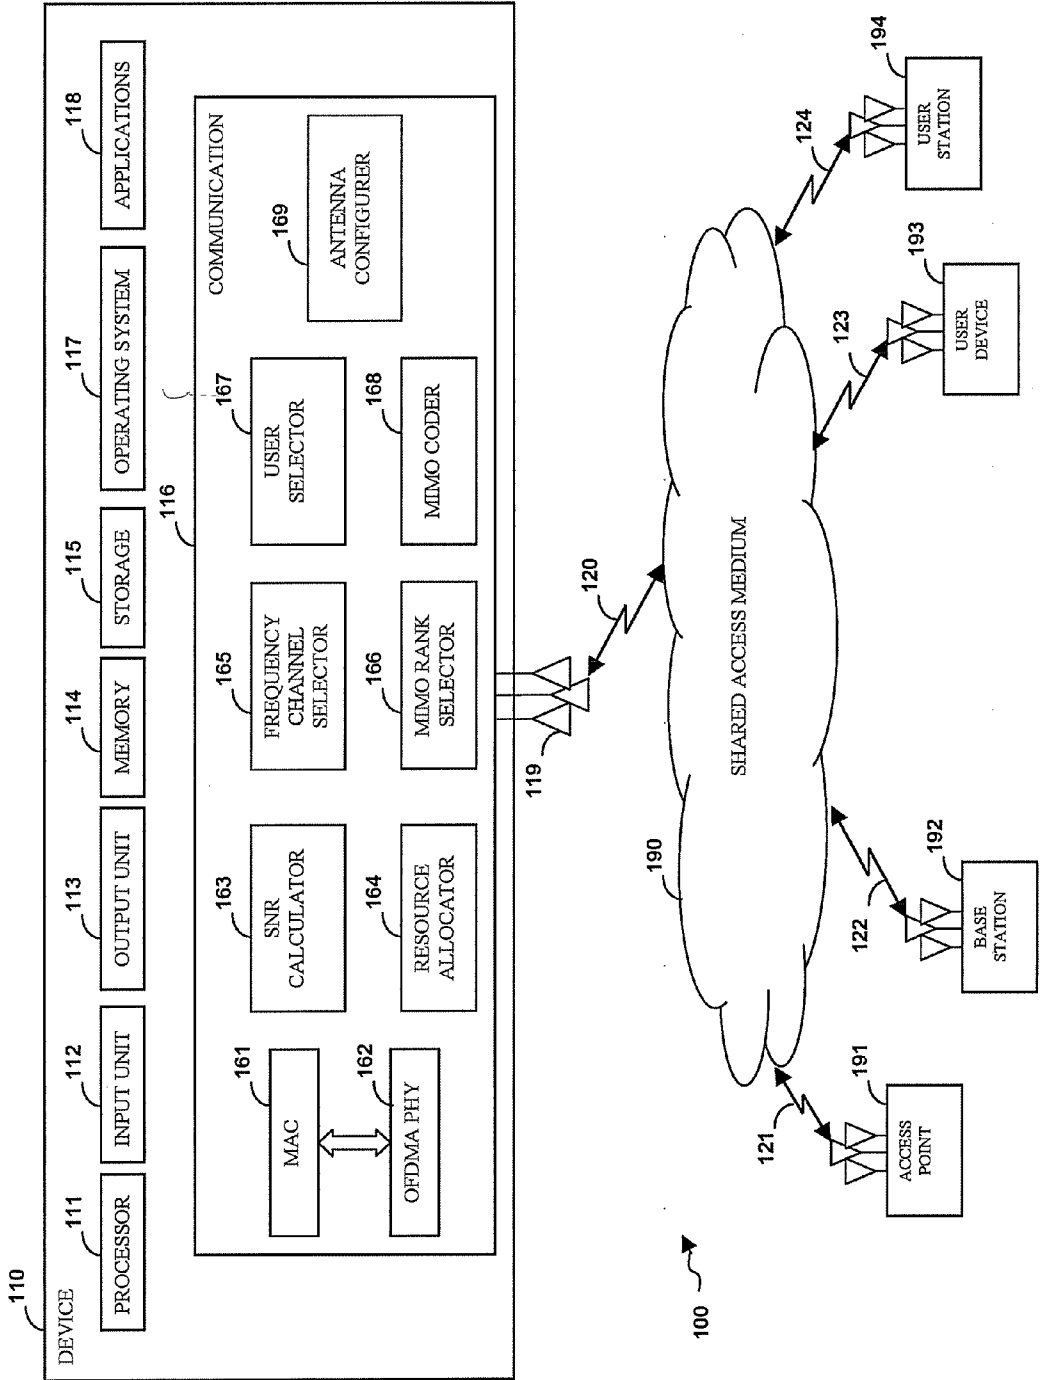 110
DEVICE
111
PROCESSOR
112
INPUT UNIT
113
OUTPUT UNIT
114
MEMORY
115
STORAGE
117
OPERATING SYSTEM
118
APPLICATIONS
116
COMMUNICATION
161
MAC
162
OFDMA PHY
163
SNR
CALCULATOR
164
RESOURCE
ALLOCATOR
165
FREQUENCY
CHANNEL
SELECTOR
166
MIMO RANK
SELECTOR
167
USER
SELECTOR
168
MIMO CODER
169
ANTENNA
CONFIGURER
119
120
190
SHARED ACCESS MEDIUM
121
122
123
124
191
ACCESS
POINT
192
BASE
STATION
193
USER
DEVICE
194
USER
STATION
100